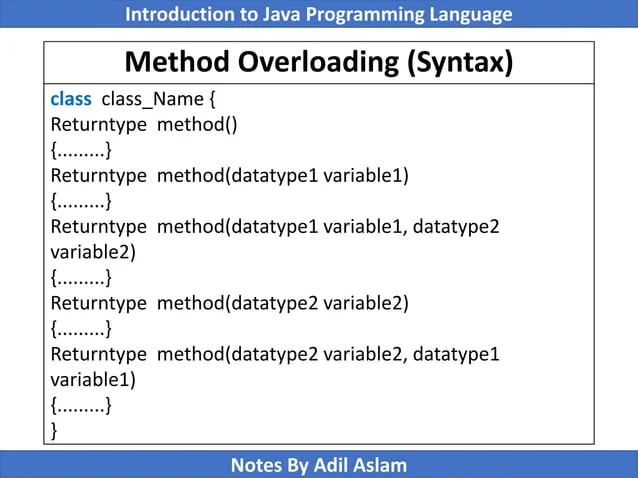 Introduction to Java Programming Language
Method Overloading (Syntax)
class class_Name {
Returntype method()
{.........}
Returntype method(datatype1 variable1)
{.........}
Returntype method(datatype1 variable1, datatype2
variable2)
{.........}
Returntype method(datatype2 variable2)
{.........}
Returntype method(datatype2 variable2, datatype1
variable1)
{.........}
}
Notes By Adil Aslam